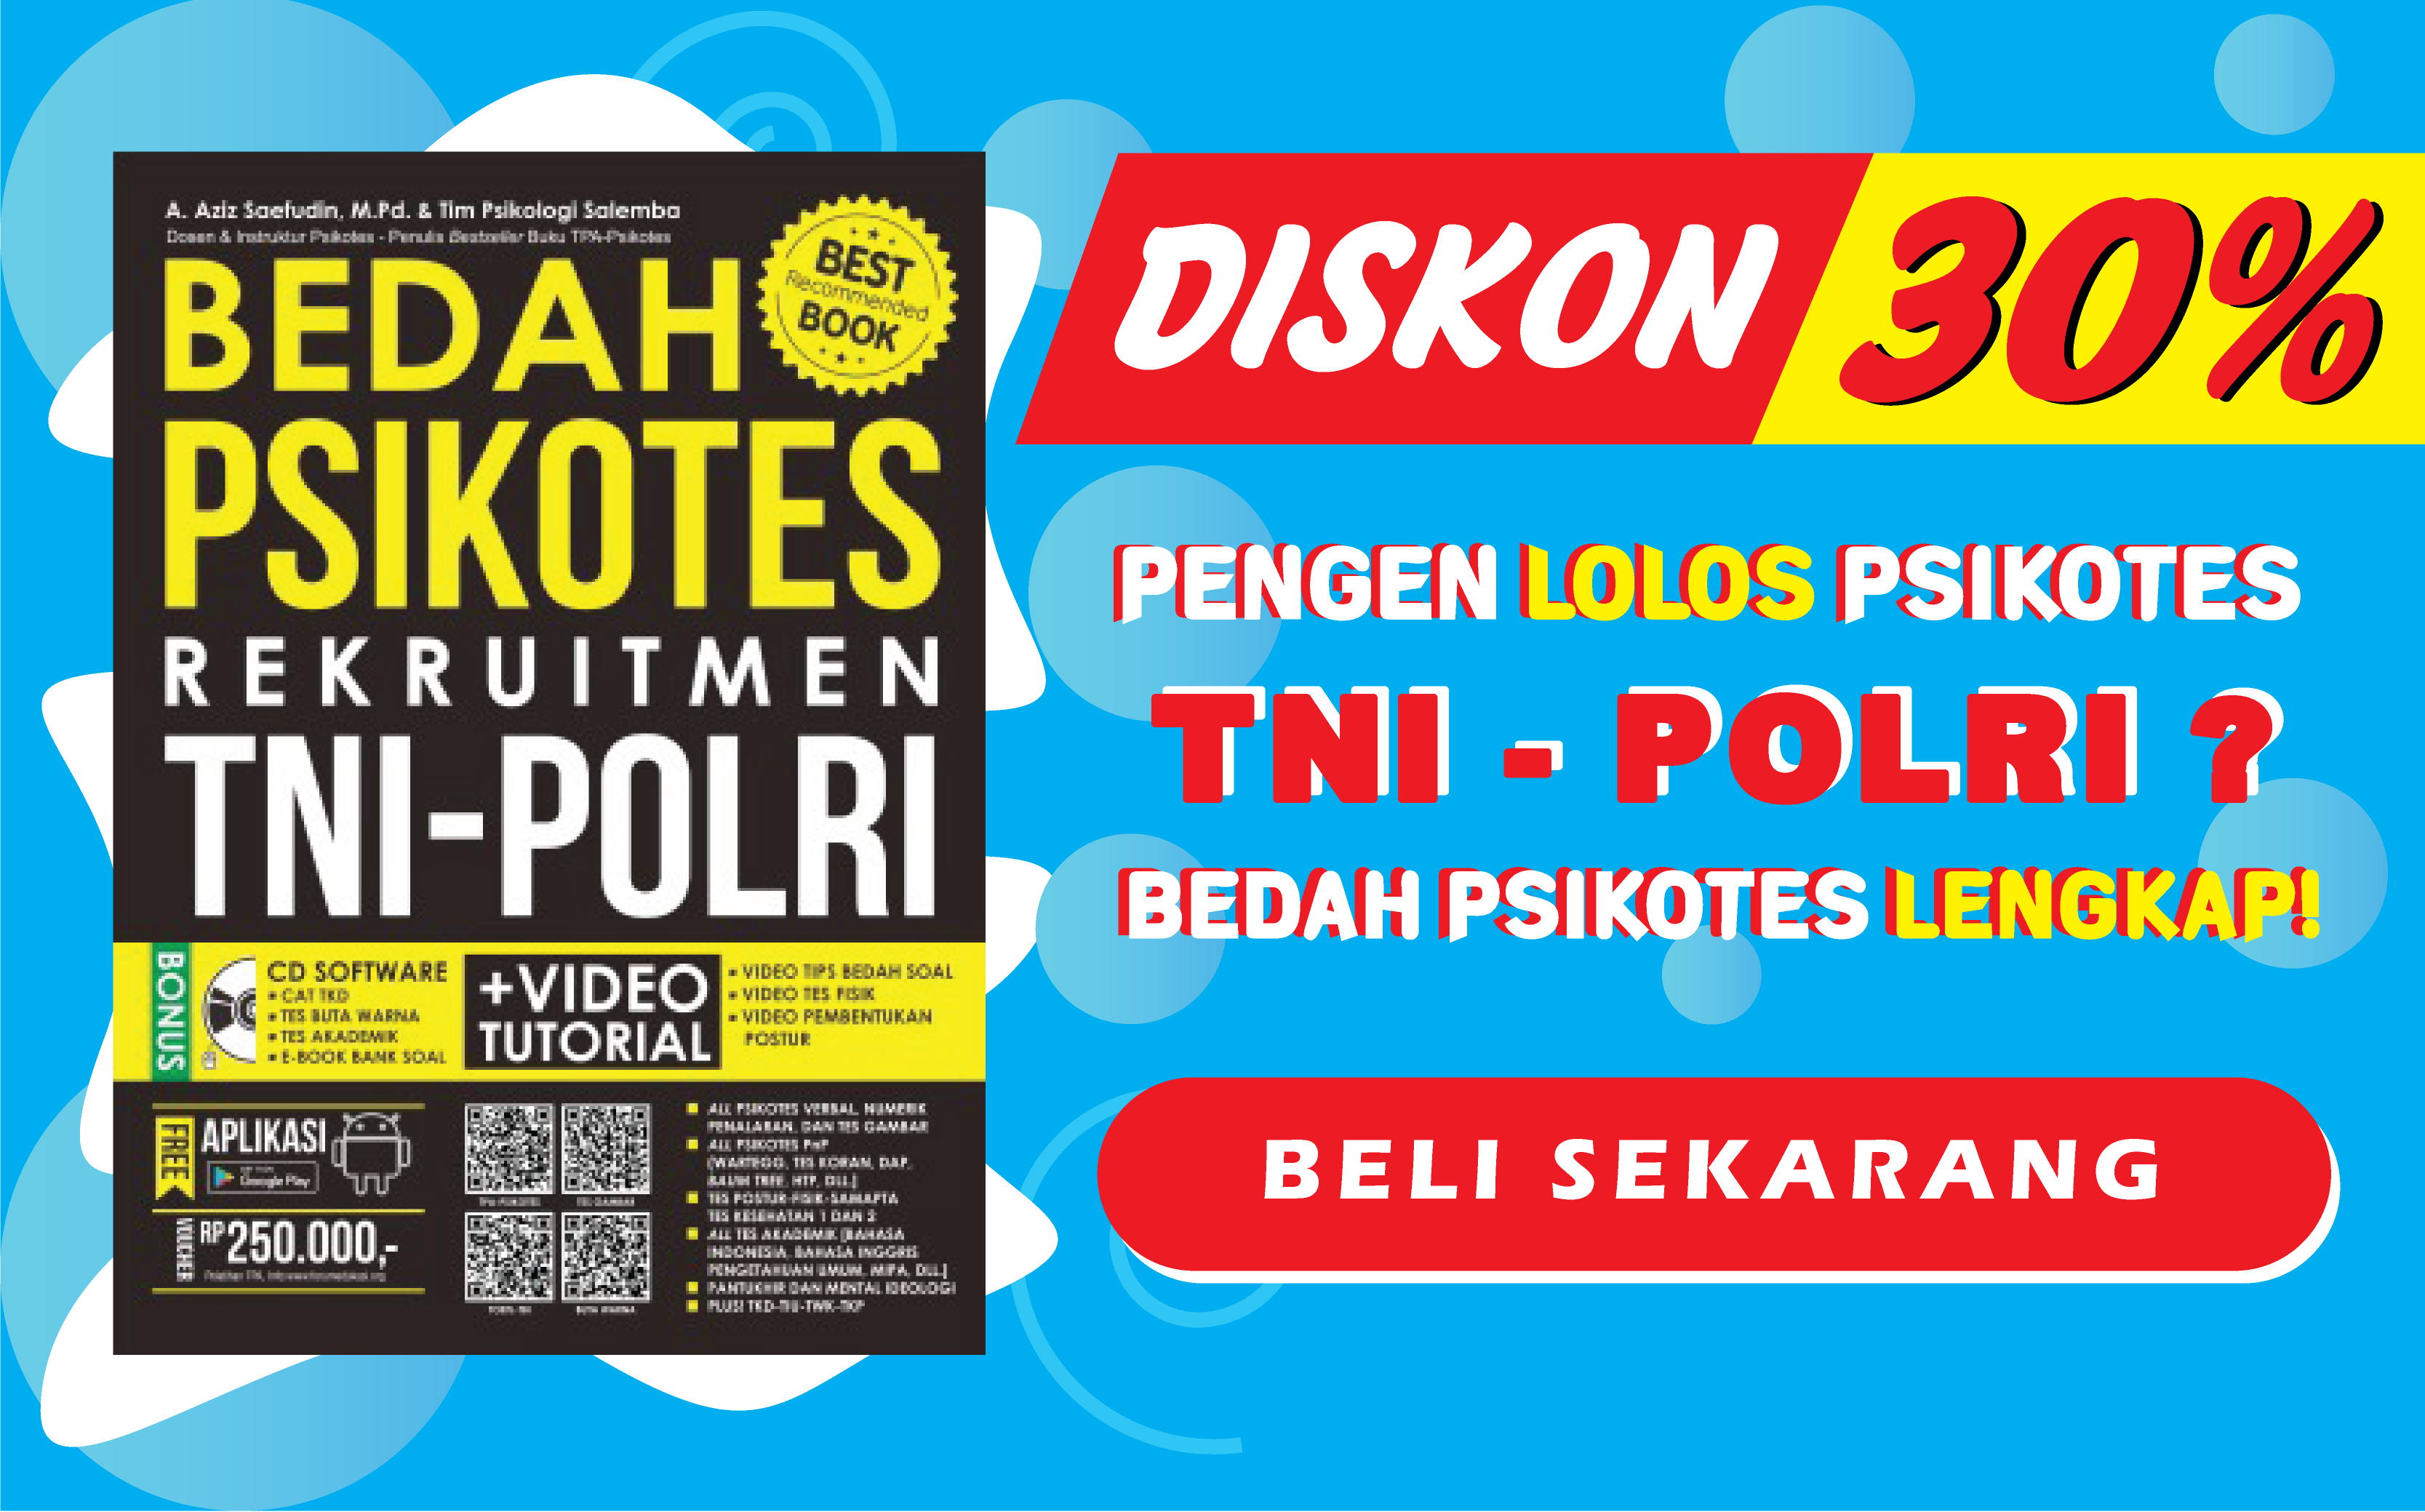 A. Aziz Saefudin, M.Pd. & Tim Psikologi Salemba
Dosen & Instruktur Psikotes - Penulis Bestseller Buku TPA-Psikotes
BEST
Recommended
BOOK
BEDAH
PSIKOTES
REKRUITMEN
TNI-POLRI
BONUS
CD SOFTWARE
• CAT TKD
• TES BUTA WARNA
• TES AKADEMIK
• E-BOOK BANK SOAL
+VIDEO
TUTORIAL
• VIDEO TIPS BEDAH SOAL
• VIDEO TES FISIK
• VIDEO PEMBENTUKAN
POSTUR
FREE
APLIKASI
Google Play
VOUCHER
RP250.000,-
ALL PSIKOTES VERBAL, NUMERIK
PENALARAN, DAN TES GAMBAR
ALL PSIKOTES PnP
[WARTEGG, TES KORAN, DAP,
BAUM TREE, HTP, DLL.]
TES POSTUR-FISIK-SAMAPTA
TES KESEHATAN 1 DAN 2
ALL TES AKADEMIK [BAHASA
INDONESIA, BAHASA INGGRIS
PENGETAHUAN UMUM, MIPA, DLL.]
PANTUKHIR DAN MENTAL IDEOLOGI
PLUS! TKD-TIU-TWK-TKP
DISKON 30%
PENGEN LOLOS PSIKOTES
TNI - POLRI ?
BEDAH PSIKOTES LENGKAP!
BELI SEKARANG